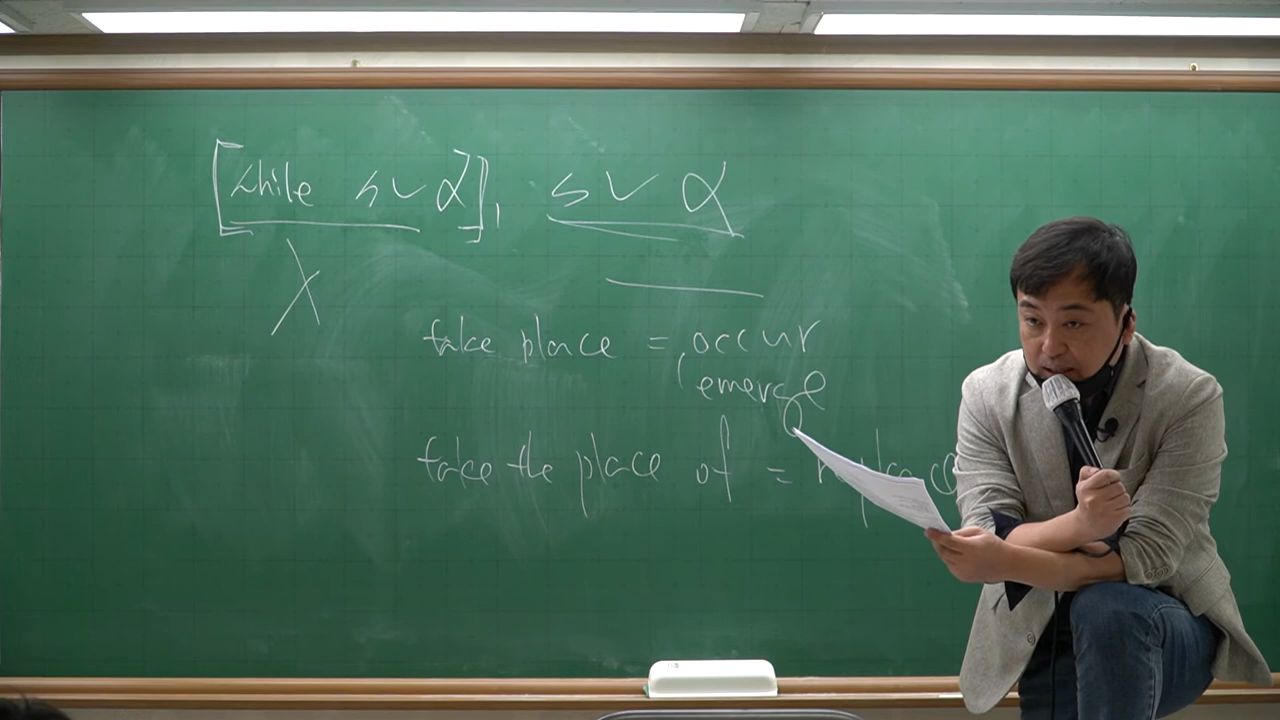 [while s v α], s v α
X
take place = occur
(emerge
take the place of =